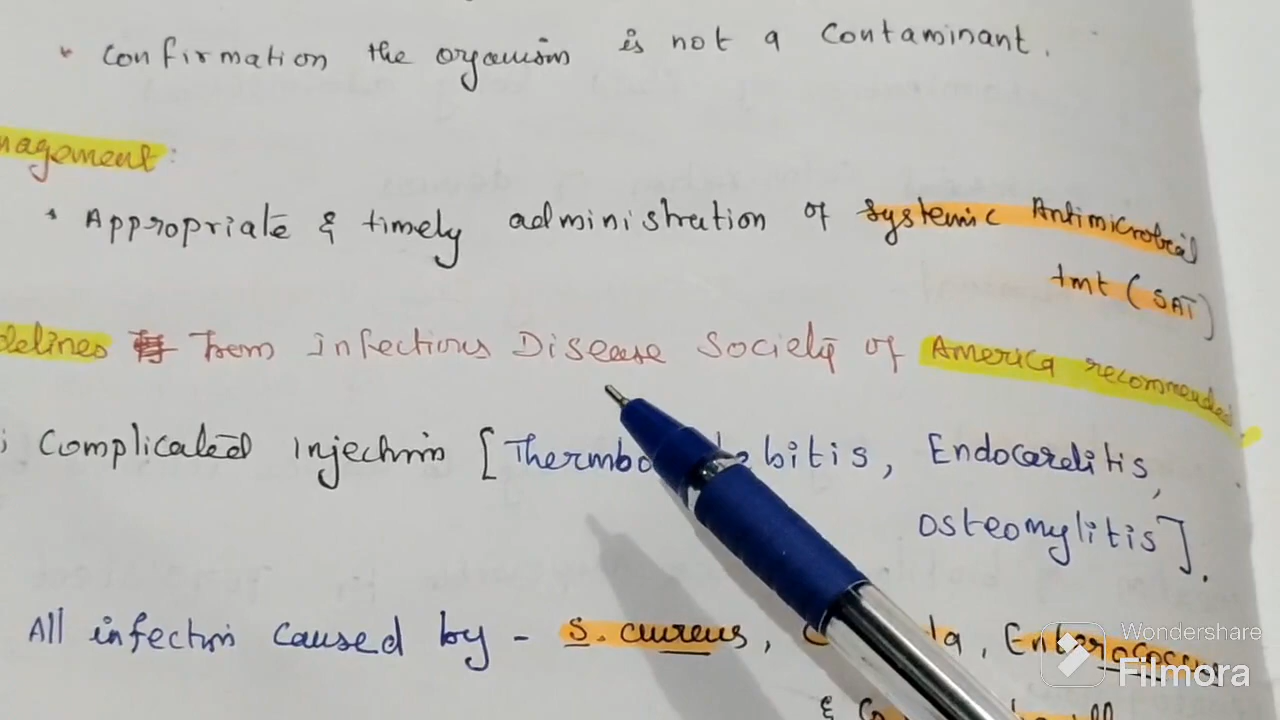 Confirmation the organism is not a contaminant.
nagement:
Appropriate & timely administration of systemic Antimicrobial
tmt (SAT)
delines from infectious Disease Society of America recommended
Complicated Injection [Thermbo bitis, Endocarditis,
Osteomylitis].
All infection caused by - S. aureus, Enterococcus
&
Wondershare
Filmora